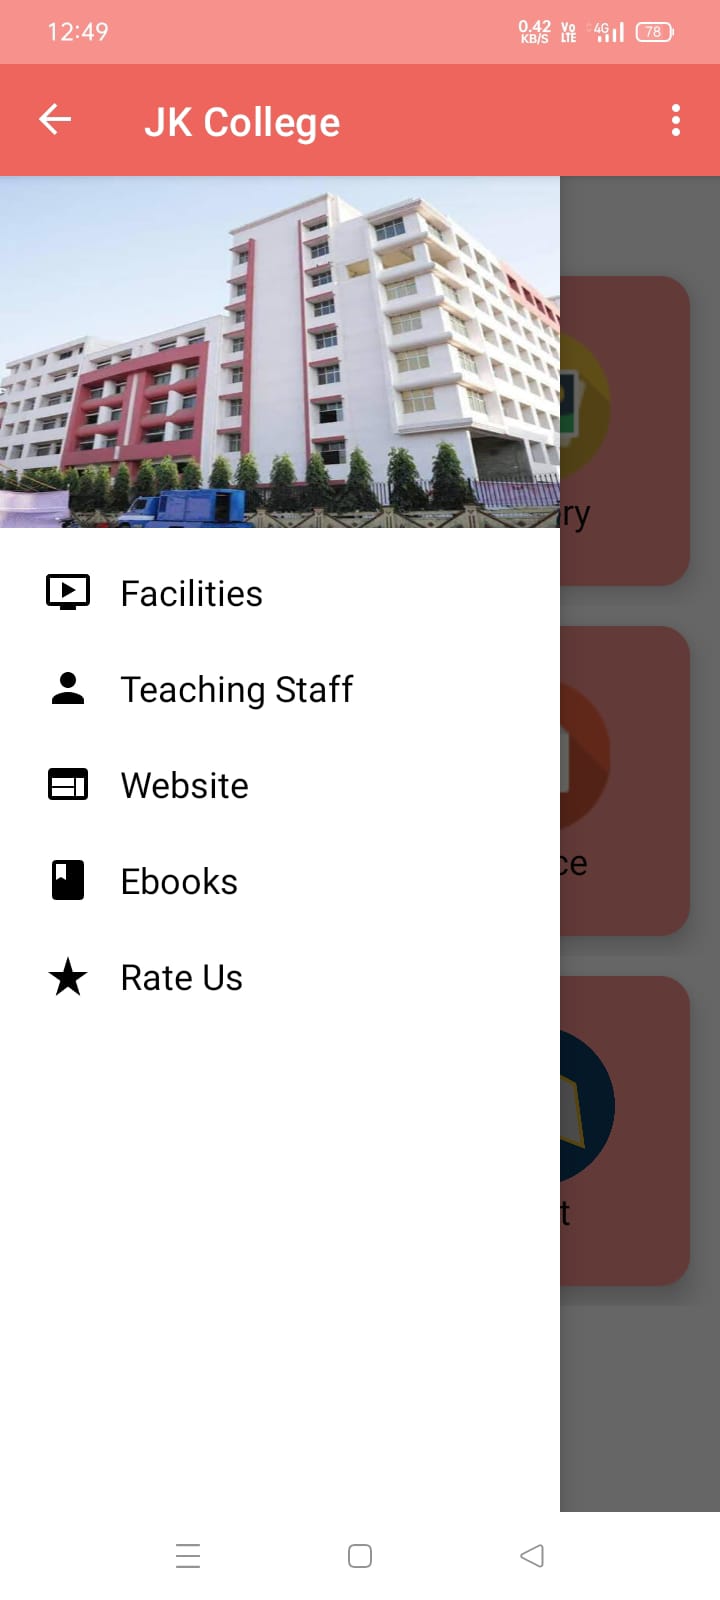 12:49
0.42
KB/S
Vo
LTE
4G
78
JK College
ry
Facilities
Teaching Staff
Website
ce
Ebooks
Rate Us
t